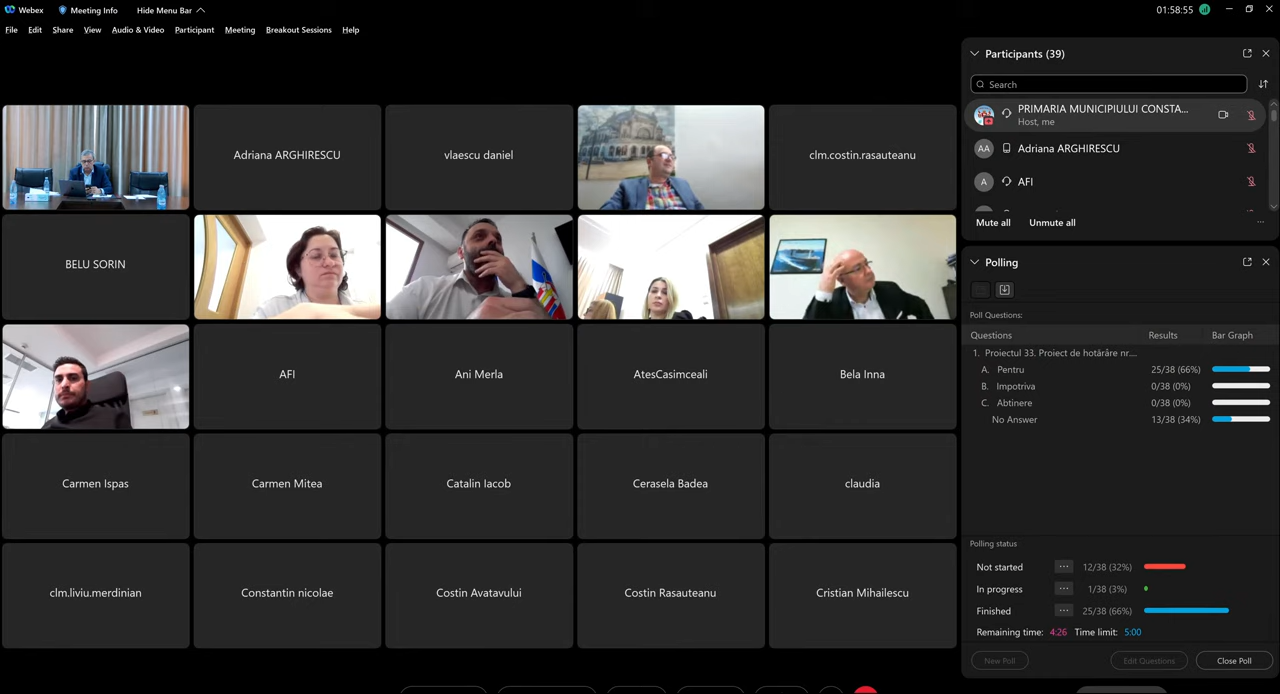 Webex Meeting Info Hide Menu Bar 01:58:55
File Edit Share View Audio & Video Participant Meeting Breakout Sessions Help
Participants (39)
Search
PRIMARIA MUNICIPIULUI CONSTA...
Host, me
AA Adriana ARGHIRESCU
A AFI
Mute all Unmute all ...
Adriana ARGHIRESCU
vlaescu daniel
clm.costin.rasauteanu
BELU SORIN
AFI
Ani Merla
AtesCasimceali
Bela Inna
Carmen Ispas
Carmen Mitea
Catalin Iacob
Cerasela Badea
claudia
clm.liviu.merdinian
Constantin nicolae
Costin Avatavului
Costin Rasauteanu
Cristian Mihailescu
Polling
Poll Questions:
Questions Results Bar Graph
1. Proiectul 33. Proiect de hotărâre nr....
A. Pentru 25/38 (66%)
B. Impotriva 0/38 (0%)
C. Abtinere 0/38 (0%)
No Answer 13/38 (34%)
Polling status
Not started ... 12/38 (32%)
In progress ... 1/38 (3%)
Finished ... 25/38 (66%)
Remaining time: 4:26 Time limit: 5:00
New Poll Edit Questions Close Poll